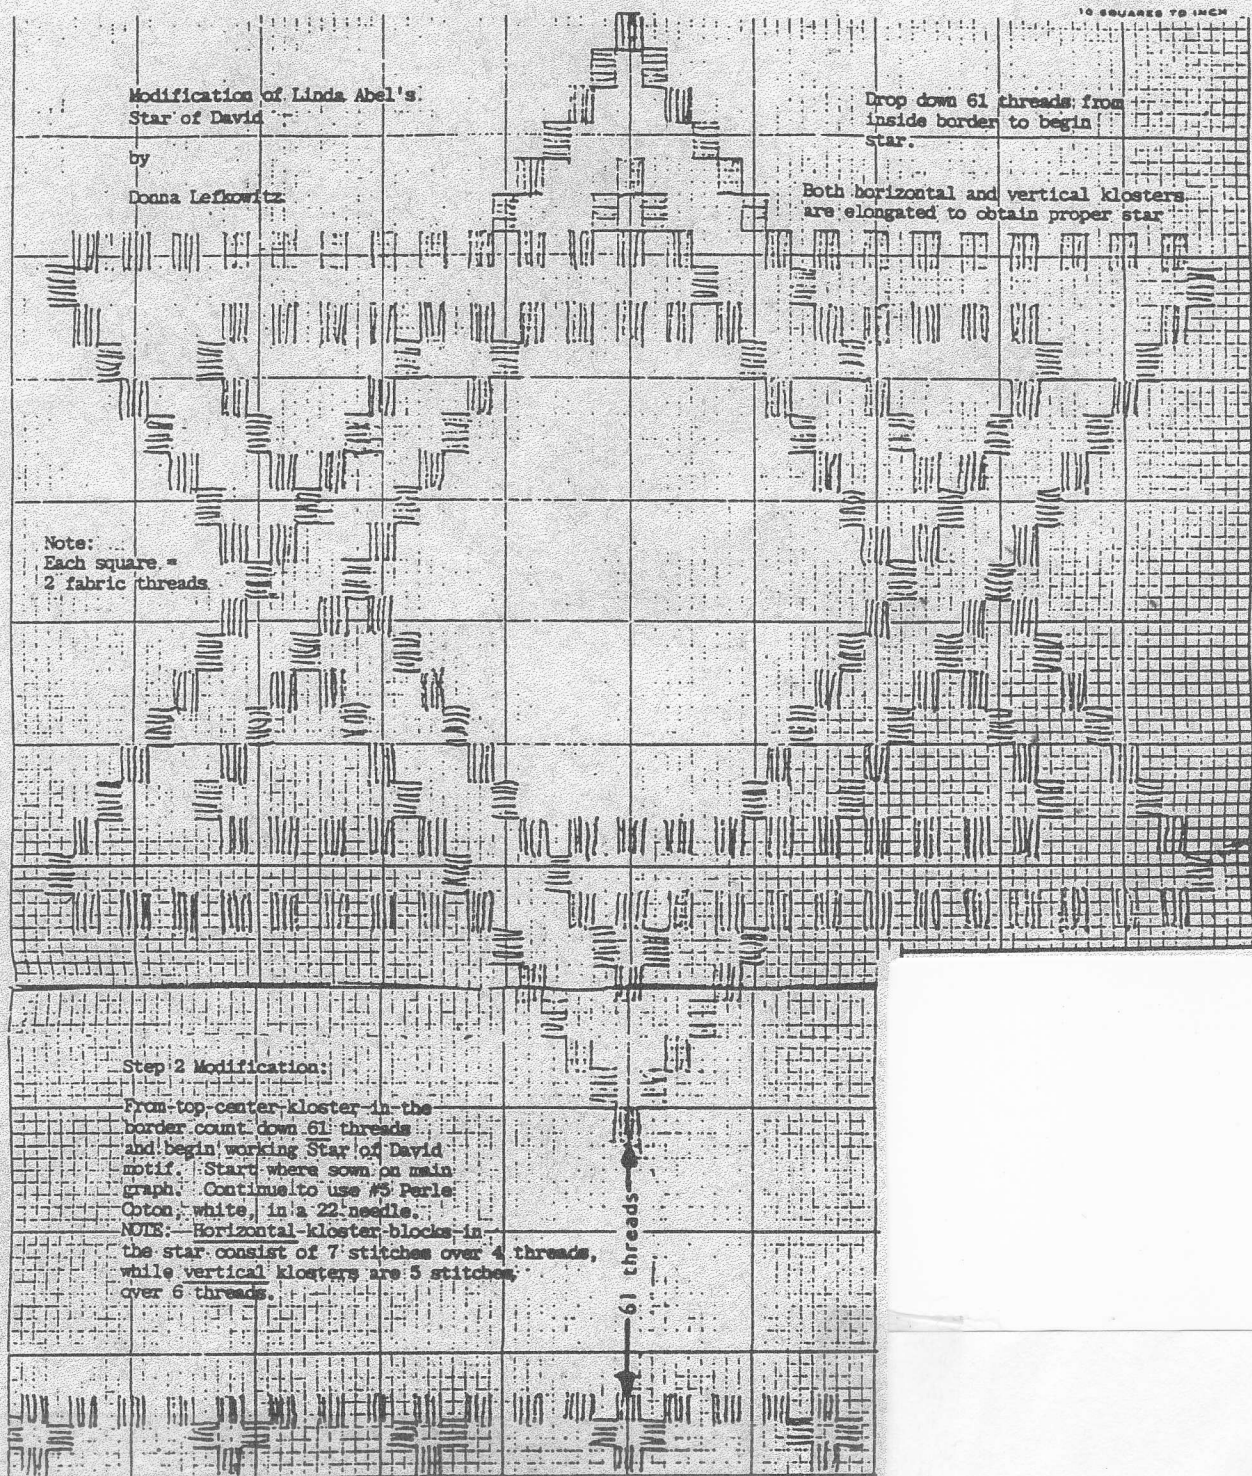 10 SQUARES TO INCH
Modification of Linda Abel's
Star of David
by
Donna Lefkowitz
Drop down 61 threads from
inside border to begin
star.
Both horizontal and vertical klosters
are elongated to obtain proper star
Note:
Each square =
2 fabric threads
Step 2 Modification:
From top center kloster in the
border count down 61 threads
and begin working Star of David
motif. Start where sown on main
graph. Continue to use #5 Perle
Coton, white, in a 22 needle.
NOTE: Horizontal kloster blocks in
the star consist of 7 stitches over 4 threads,
while vertical klosters are 5 stitches
over 6 threads.
61 threads